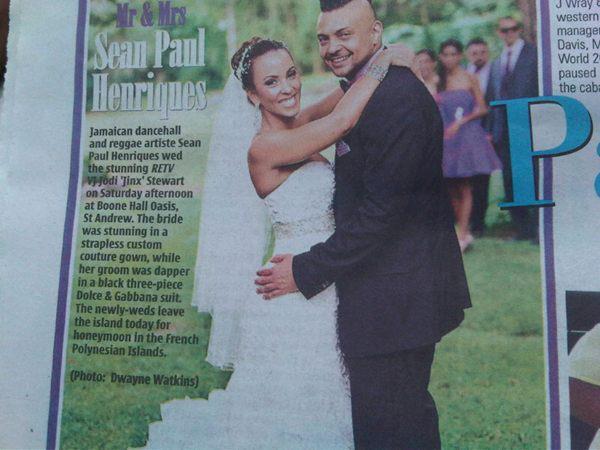 Mr & Mrs
Sean Paul
Henriques
Jamaican dancehall
and reggae artiste Sean
Paul Henriques wed
the stunning RETV
VJ Jodi 'Jinx' Stewart
on Saturday afternoon
at Boone Hall Oasis,
St Andrew. The bride
was stunning in a
strapless custom
couture gown, while
her groom was dapper
in a black three-piece
Dolce & Gabbana suit.
The newly-weds leave
the island today for
honeymoon in the French
Polynesian Islands.
(Photo: Dwayne Watkins)
J Wray &
western
manager
Davis, M
World 20
paused
the caba
P